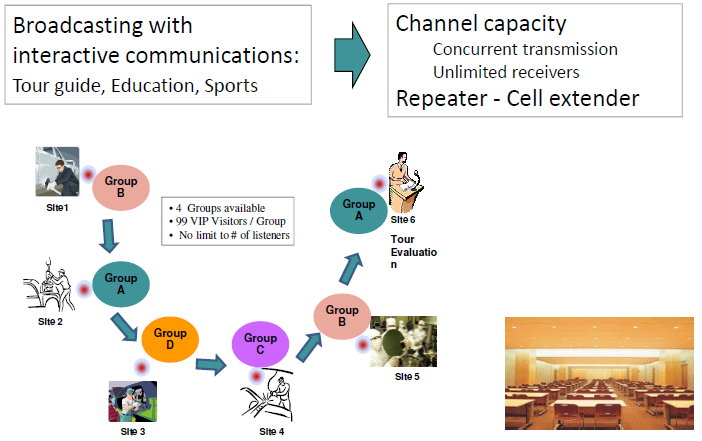 Broadcasting with
interactive communications:
Tour guide, Education, Sports
Channel capacity
Concurrent transmission
Unlimited receivers
Repeater - Cell extender
Group
B
Site1
• 4 Groups available
• 99 VIP Visitors / Group
• No limit to # of listeners
Group
A
Site 6
Tour
Evaluatio
n
Group
A
Site 2
Group
D
Site 3
Group
C
Site 4
Group
B
Site 5